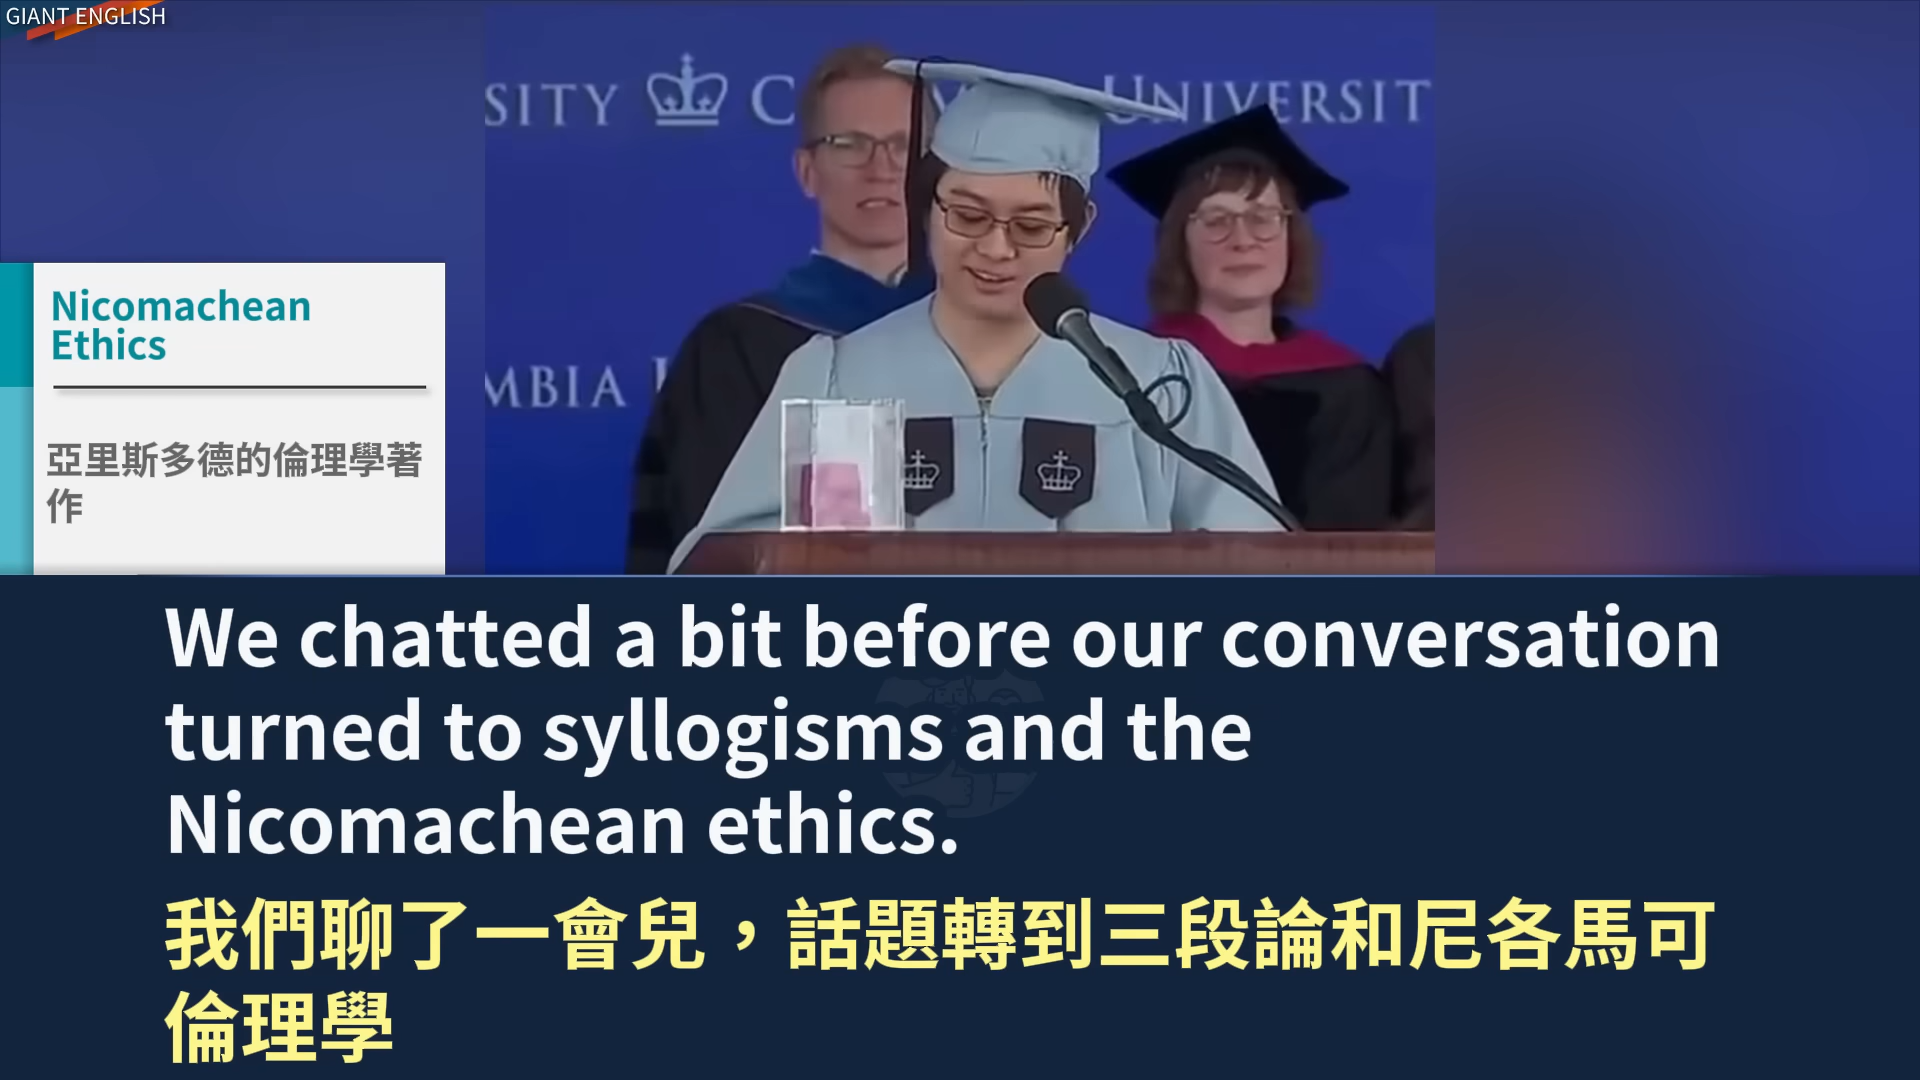 GIANT ENGLISH
SITY C UNIVERSIT
MBIA
Nicomachean
Ethics
亞里斯多德的倫理學著
作
We chatted a bit before our conversation
turned to syllogisms and the
Nicomachean ethics.
我們聊了一會兒，話題轉到三段論和尼各馬可
倫理學